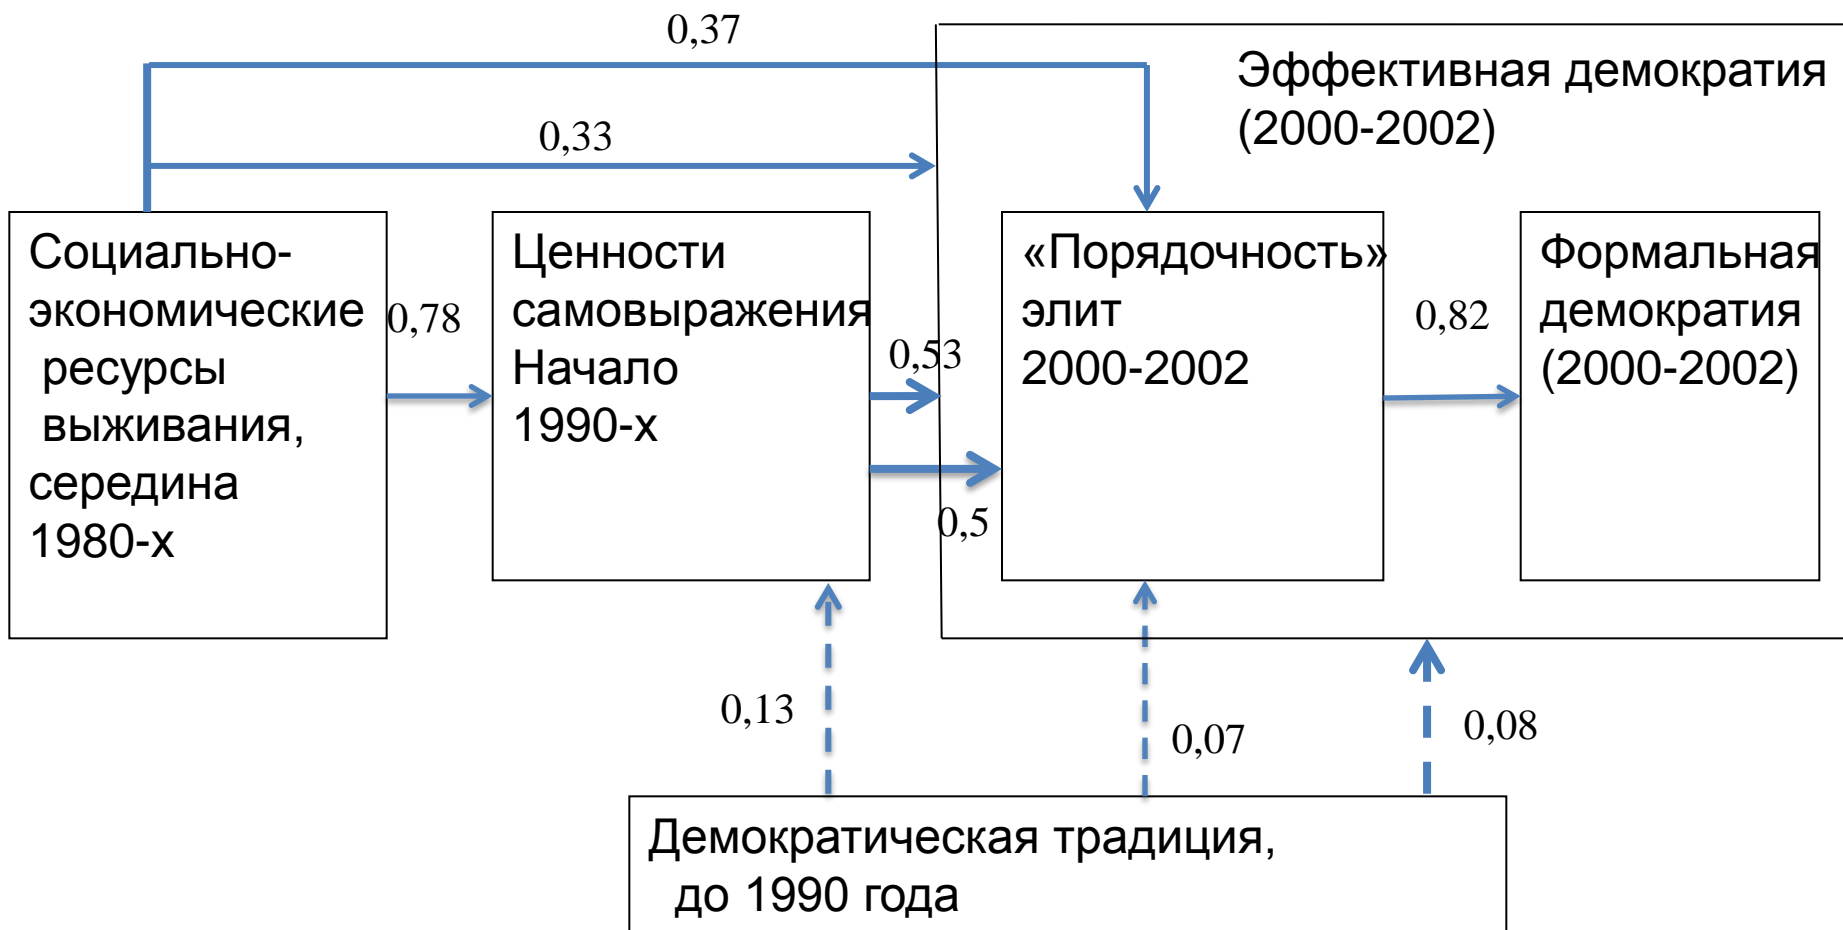 0,37
Эффективная демократия
(2000-2002)
0,33
Социально-
экономические
ресурсы
выживания,
середина
1980-х
0,78
Ценности
самовыражения
Начало
1990-х
0,53
0,5
«Порядочность»
элит
2000-2002
0,82
Формальная
демократия
(2000-2002)
0,13
0,07
0,08
Демократическая традиция,
до 1990 года